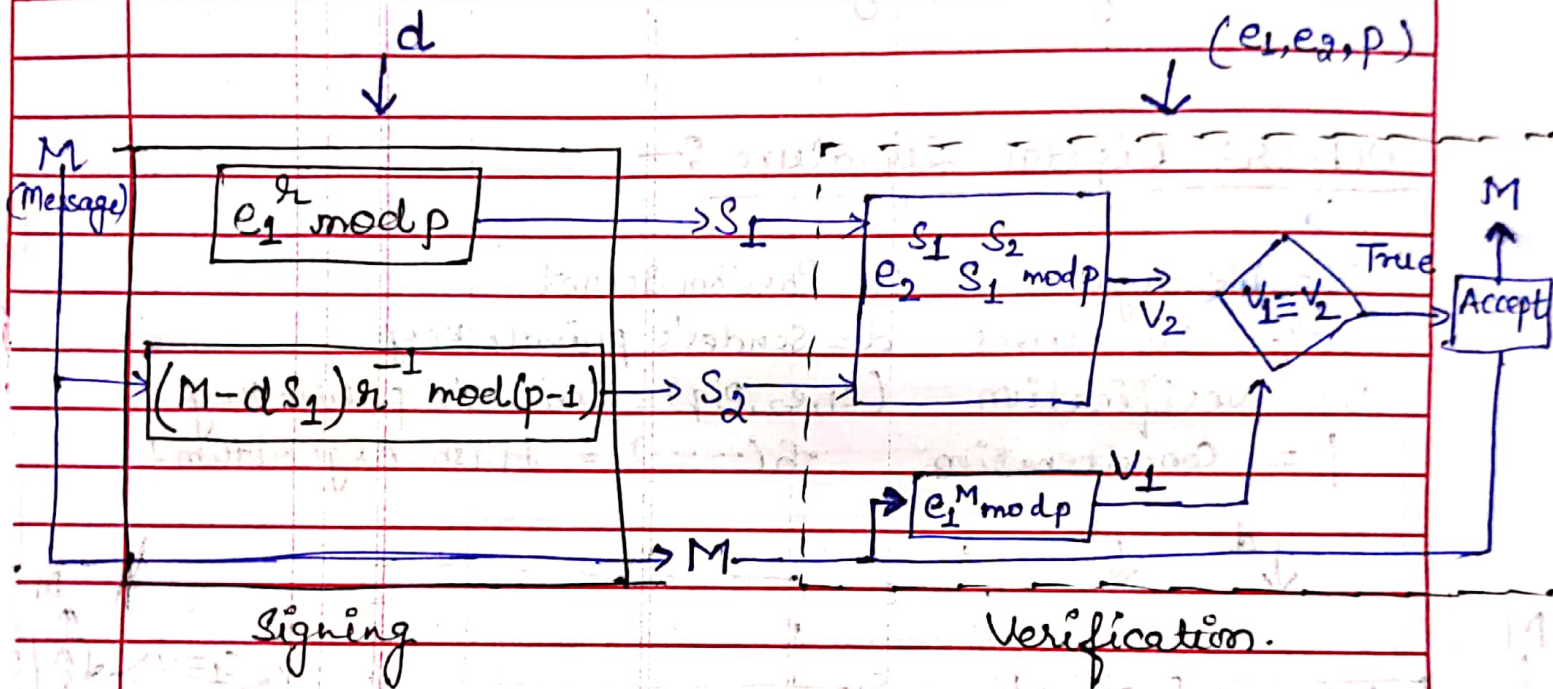 d
(e1, e2, p)
M
(Message)
e1^r mod p
S1
e2^S1 S1^S2 mod p
V2
V1 = V2
True
M
Accept
(M-d S1) r^-1 mod (p-1)
S2
e1^M mod p
V1
M
Signing
Verification.